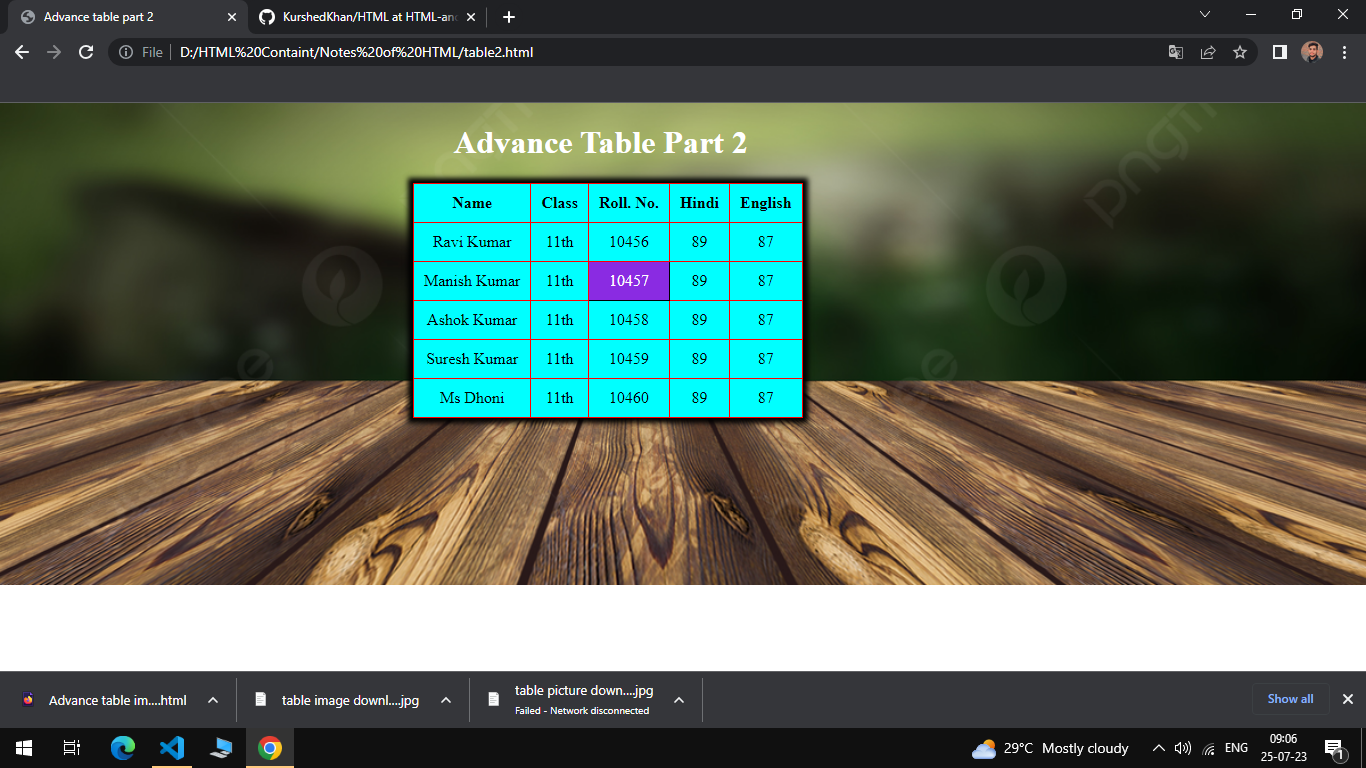 Advance table part 2
KurshedKhan/HTML at HTML-and
File
D:/HTML%20Containt/Notes%20of%20HTML/table2.html
Advance Table Part 2
Name Class Roll. No. Hindi English
Ravi Kumar 11th 10456 89 87
Manish Kumar 11th 10457 89 87
Ashok Kumar 11th 10458 89 87
Suresh Kumar 11th 10459 89 87
Ms Dhoni 11th 10460 89 87
Advance table im....html
table image downl....jpg
table picture down....jpg
Failed - Network disconnected
Show all
29°C Mostly cloudy
ENG
09:06
25-07-23
1